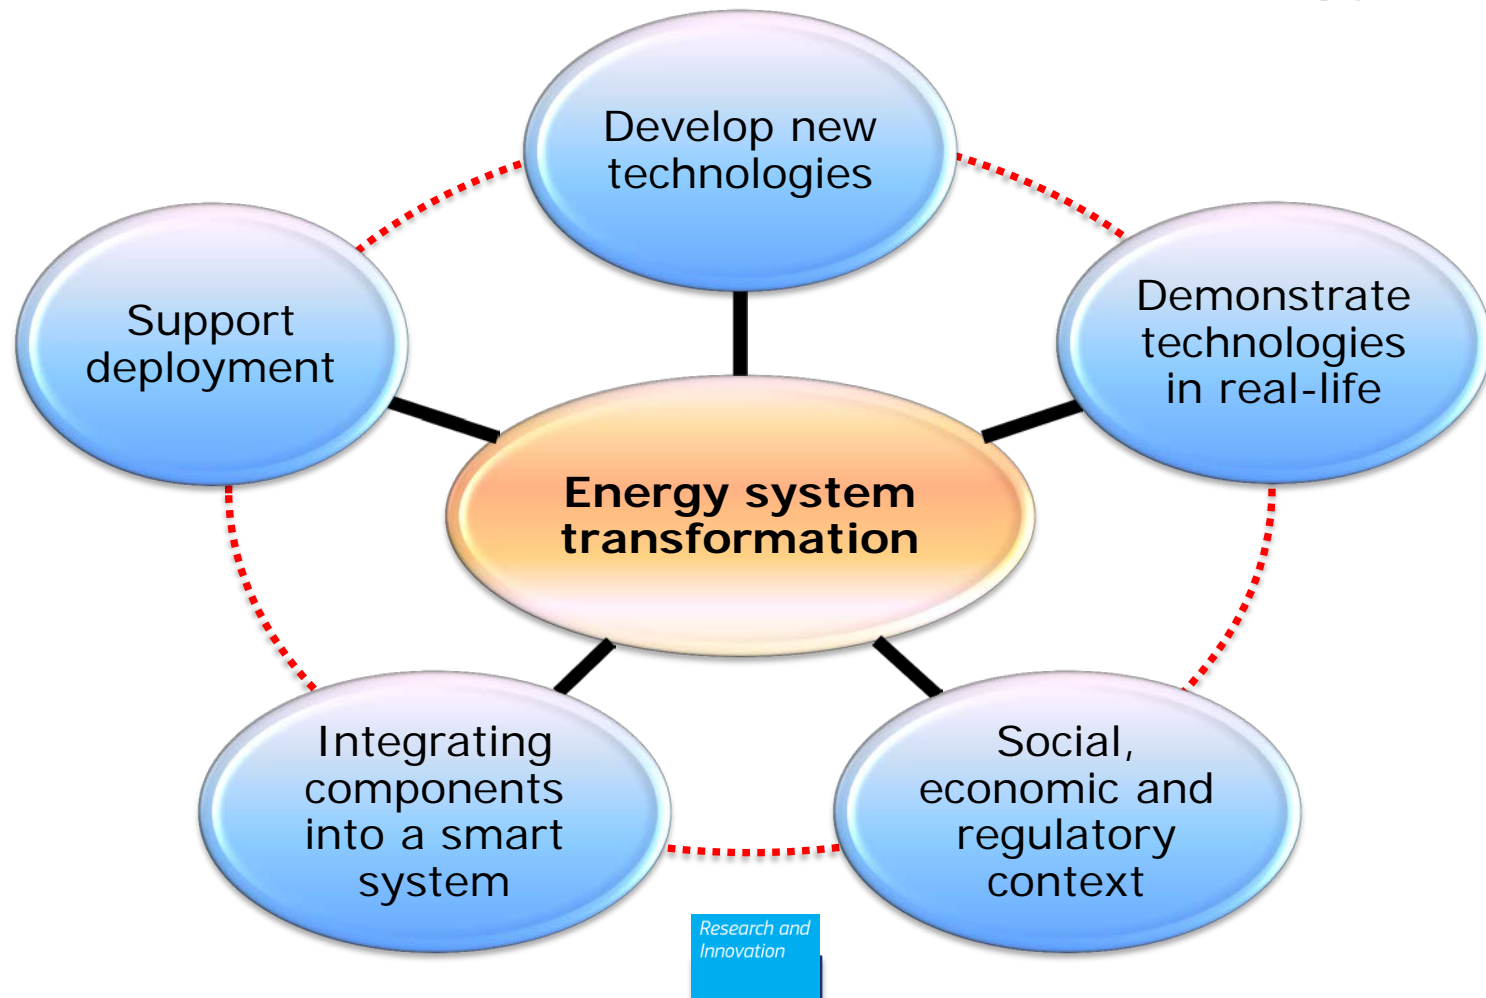 Develop new
technologies
Support
deployment
Demonstrate
technologies
in real-life
Energy system
transformation
Integrating
components
into a smart
system
Social,
economic and
regulatory
context
Research and
Innovation